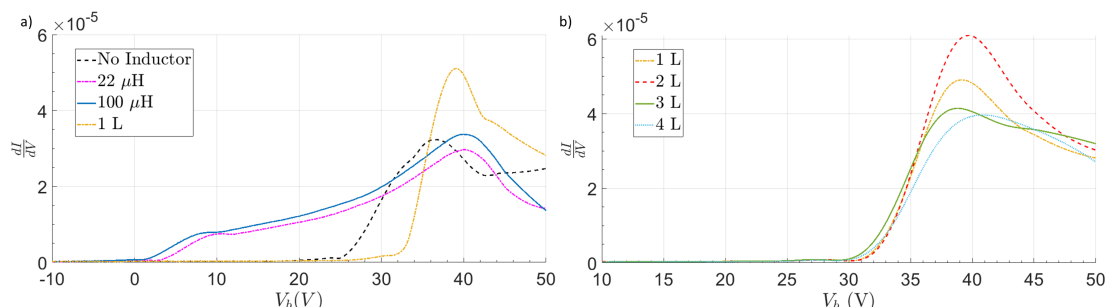 a)
×10⁻⁵
6
4
2
0
dI
dV
No Inductor
22 μH
100 μH
1 L
-10 0 10 20 30 40 50
V_b(V)
b)
×10⁻⁵
6
4
2
0
dI
dV
1 L
2 L
3 L
4 L
10 15 20 25 30 35 40 45 50
V_b (V)